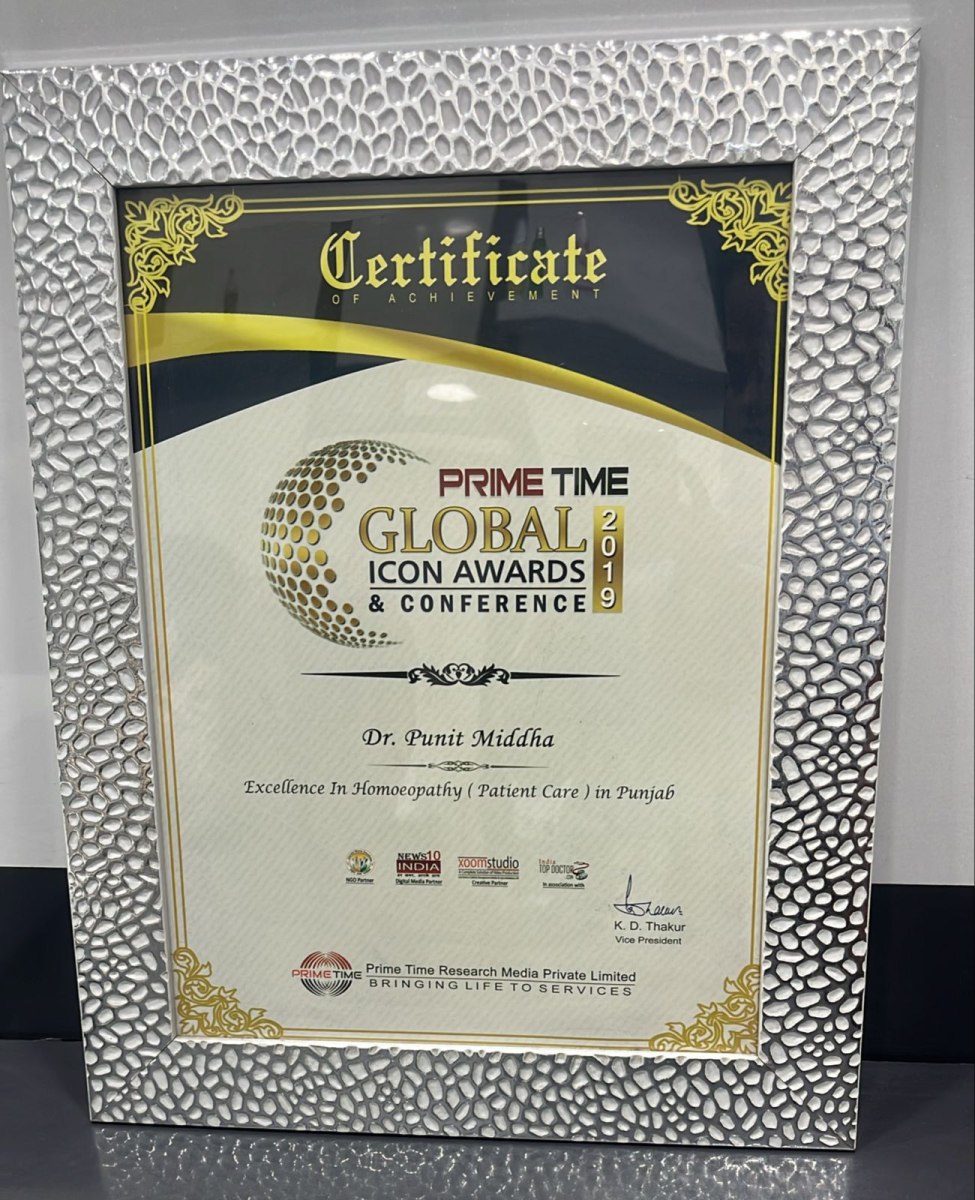 Certificate
OF ACHIEVEMENT
PRIME TIME
GLOBAL
ICON AWARDS
& CONFERENCE
2019
Dr. Punit Middha
Excellence In Homoeopathy ( Patient Care ) in Punjab
NGO Partner
NEWS10
INDIA
Digital Media Partner
xoomstudio
Creative Partner
India
TOP DOCTOR
In association with
K. D. Thakur
Vice President
PRIMETIME
Prime Time Research Media Private Limited
BRINGING LIFE TO SERVICES